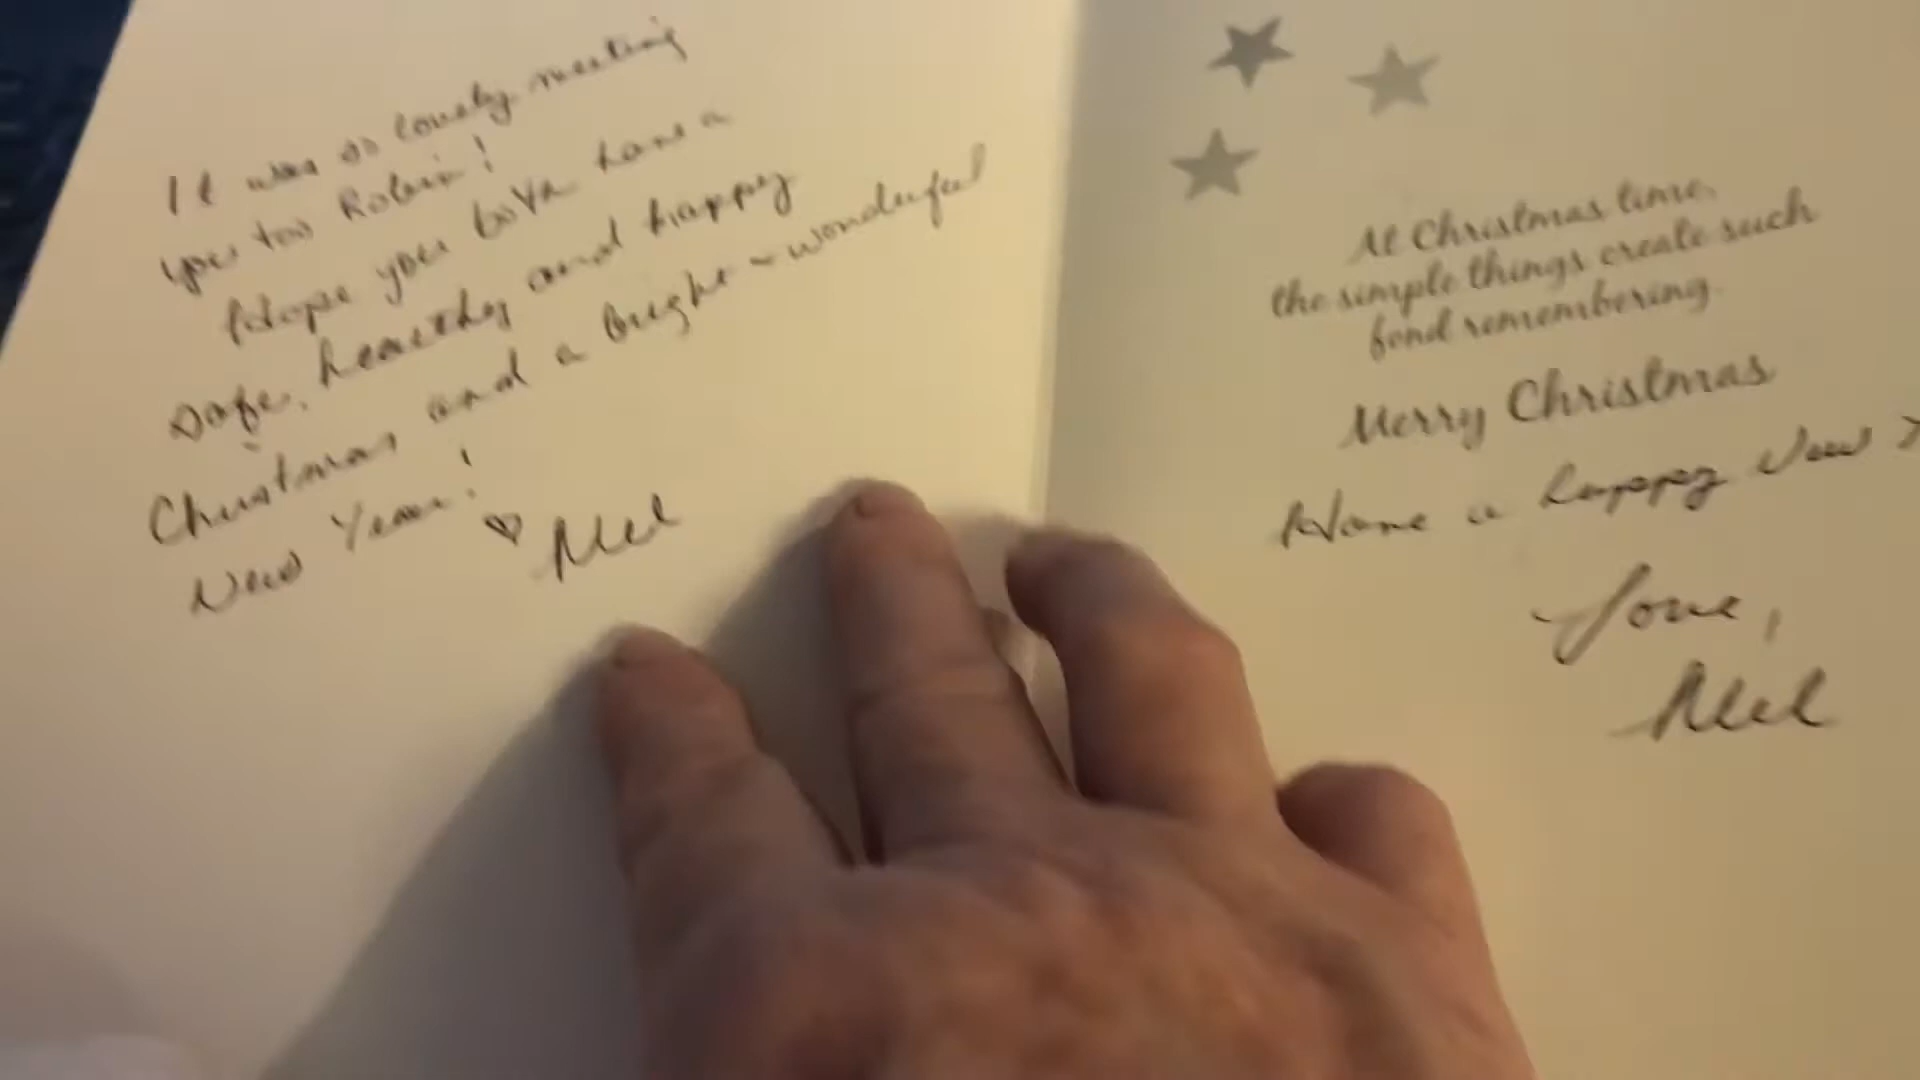 It was so lovely meeting
you too Robin!
Hope you both have a
safe, healthy and happy
Christmas and a bright - wonderful
New Year!
♡ Mel
At Christmas time,
the simple things create such
fond remembering.
Merry Christmas
Have a happy New
Love,
Mel